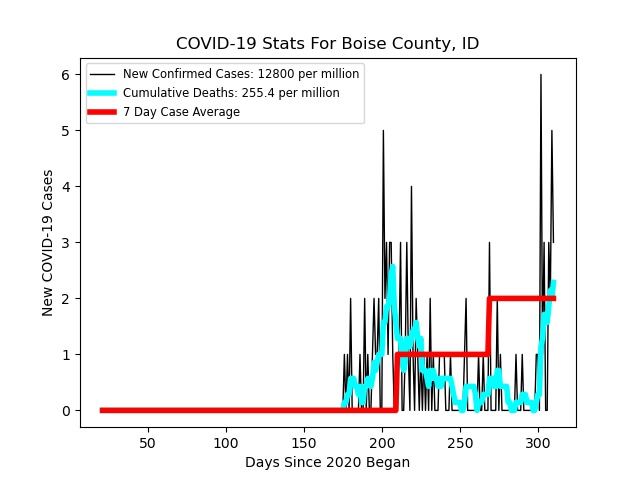 COVID-19 Stats For Boise County, ID
New Confirmed Cases: 12800 per million
Cumulative Deaths: 255.4 per million
7 Day Case Average
New COVID-19 Cases
6
5
4
3
2
1
0
50 100 150 200 250 300
Days Since 2020 Began